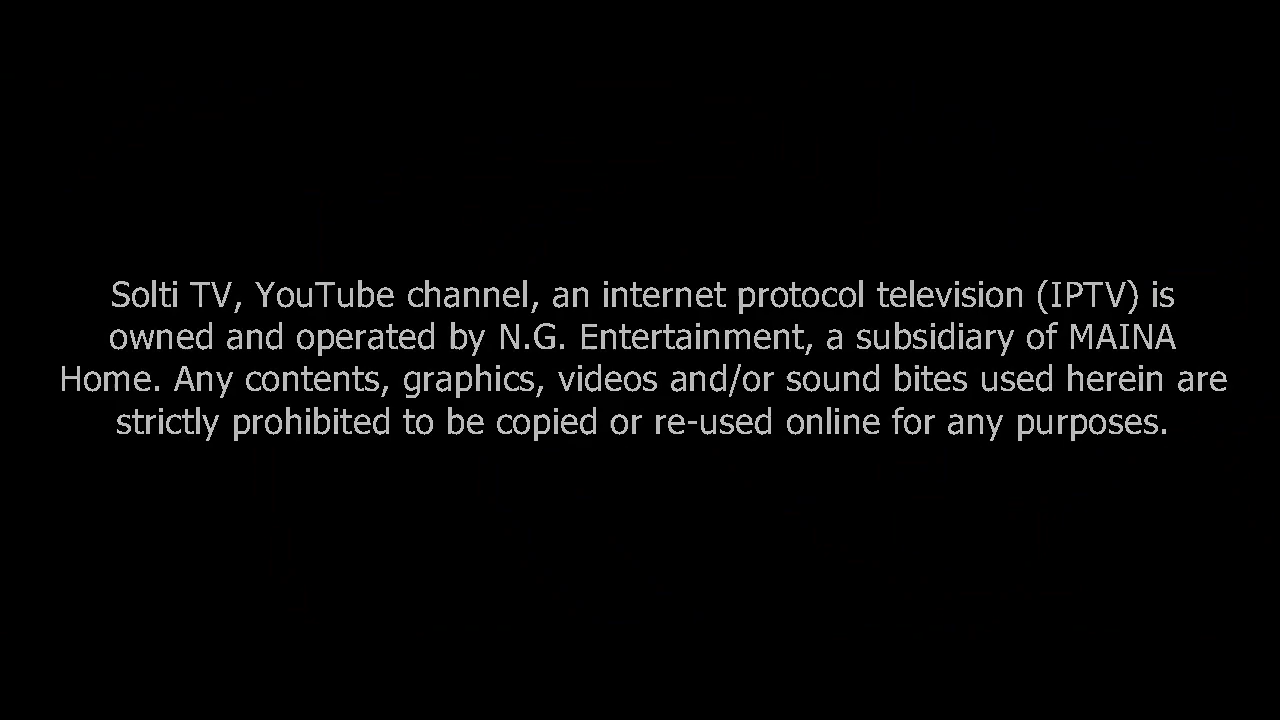 Solti TV, YouTube channel, an internet protocol television (IPTV) is
owned and operated by N.G. Entertainment, a subsidiary of MAINA
Home. Any contents, graphics, videos and/or sound bites used herein are
strictly prohibited to be copied or re-used online for any purposes.